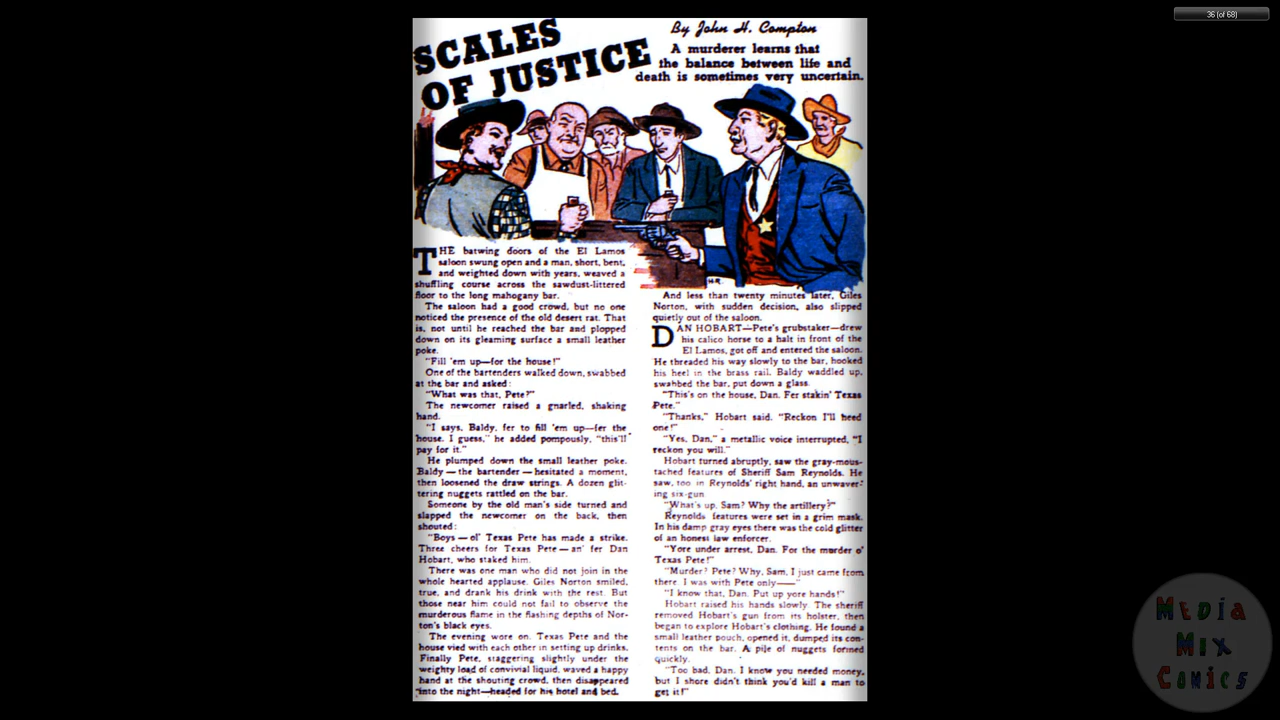 36 (of 68)
SCALES
OF JUSTICE
By John H. Compton
A murderer learns that
the balance between life and
death is sometimes very uncertain.
H.R.
THE batwing doors of the El Lamos
saloon swung open and a man, short, bent,
and weighted down with years, weaved a
shuffling course across the sawdust-littered
floor to the long mahogany bar.
The saloon had a good crowd, but no one
noticed the presence of the old desert rat. That
is, not until he reached the bar and plopped
down on its gleaming surface a small leather
poke.
"Fill 'em up—for the house!"
One of the bartenders walked down, swabbed
at the bar and asked:
"What was that, Pete?"
The newcomer raised a gnarled, shaking
hand.
"I says, Baldy, fer to fill 'em up—fer the
house. I guess," he added pompously, "this'll
pay for it."
He plumped down the small leather poke.
Baldy — the bartender — hesitated a moment,
then loosened the draw strings. A dozen glit-
tering nuggets rattled on the bar.
Someone by the old man's side turned and
slapped the newcomer on the back, then
shouted:
"Boys — ol' Texas Pete has made a strike.
Three cheers for Texas Pete — an' fer Dan
Hobart, who staked him.
There was one man who did not join in the
whole hearted applause. Giles Norton smiled,
true, and drank his drink with the rest. But
those near him could not fail to observe the
murderous flame in the flashing depths of Nor-
ton's black eyes.
The evening wore on. Texas Pete and the
house vied with each other in setting up drinks.
Finally Pete, staggering slightly under the
weighty load of convivial liquid, waved a happy
hand at the shouting crowd, then disappeared
into the night—headed for his hotel and bed.
And less than twenty minutes later, Giles
Norton, with sudden decision, also slipped
quietly out of the saloon.
DAN HOBART—Pete's grubstaker—drew
his calico horse to a halt in front of the
El Lamos, got off and entered the saloon.
He threaded his way slowly to the bar, hooked
his heel in the brass rail. Baldy waddled up,
swabbed the bar, put down a glass.
"This's on the house, Dan. Fer stakin' Texas
Pete."
"Thanks," Hobart said. "Reckon I'll need
one!"
"Yes, Dan," a metallic voice interrupted, "I
reckon you will."
Hobart turned abruptly, saw the gray-mous-
tached features of Sheriff Sam Reynolds. He
saw, too in Reynolds' right hand, an unwaver-
ing six-gun
"What's up, Sam? Why the artillery?"
Reynolds features were set in a grim mask.
In his damp gray eyes there was the cold glitter
of an honest law enforcer.
"Yore under arrest, Dan. For the murder o'
Texas Pete!"
"Murder? Pete? Why, Sam, I just came from
there. I was with Pete only——"
"I know that, Dan. Put up yore hands!"
Hobart raised his hands slowly. The sheriff
removed Hobart's gun from its holster, then
began to explore Hobart's clothing. He found a
small leather pouch, opened it, dumped its con-
tents on the bar. A pile of nuggets formed
quickly.
"Too bad, Dan. I know you needed money,
but I shore didn't think you'd kill a man to
get it!"
MEDIA
MIX
COMICS